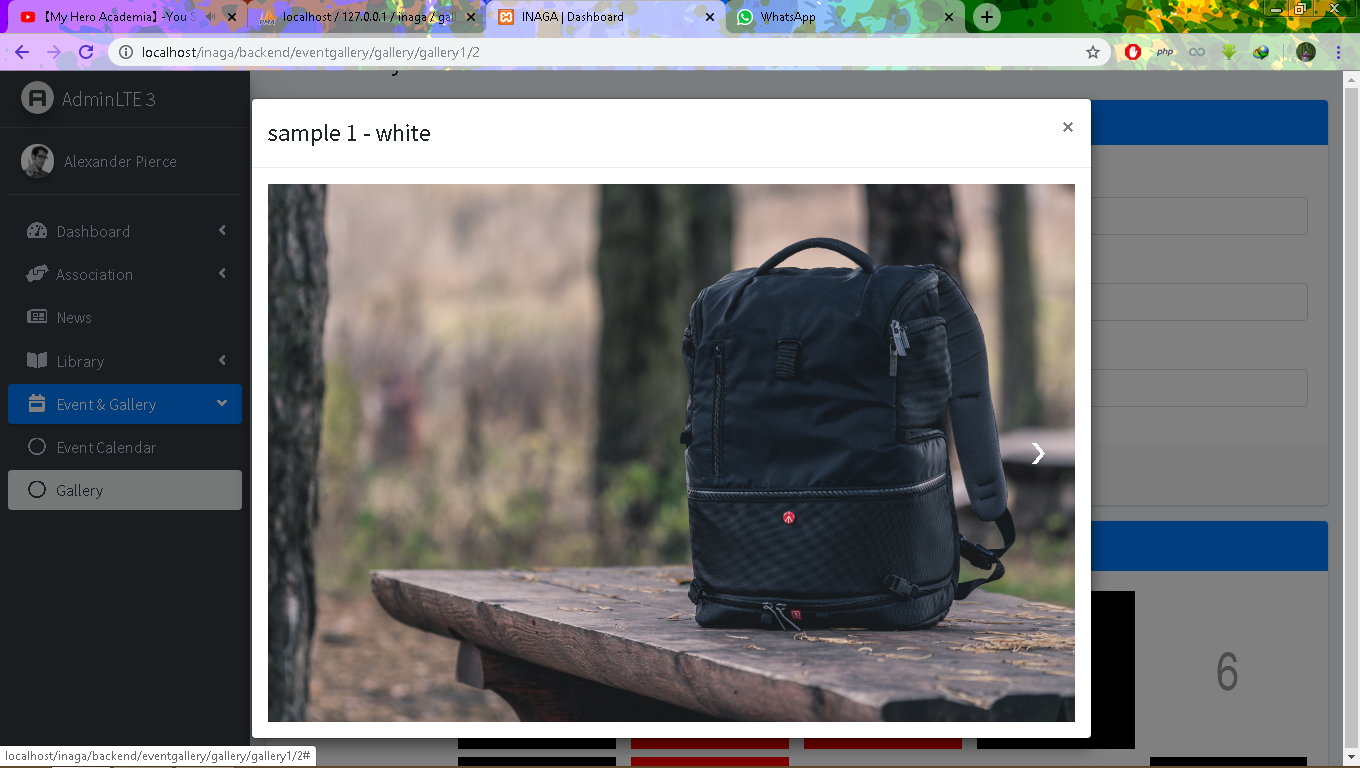 【My Hero Academia】-You S
localhost / 127.0.0.1 / inaga / gall
INAGA | Dashboard
WhatsApp
localhost/inaga/backend/eventgallery/gallery/gallery1/2
php
AdminLTE 3
sample 1 - white
×
Alexander Pierce
Dashboard
Association
News
Library
Event & Gallery
Event Calendar
Gallery
6
localhost/inaga/backend/eventgallery/gallery/gallery1/2#